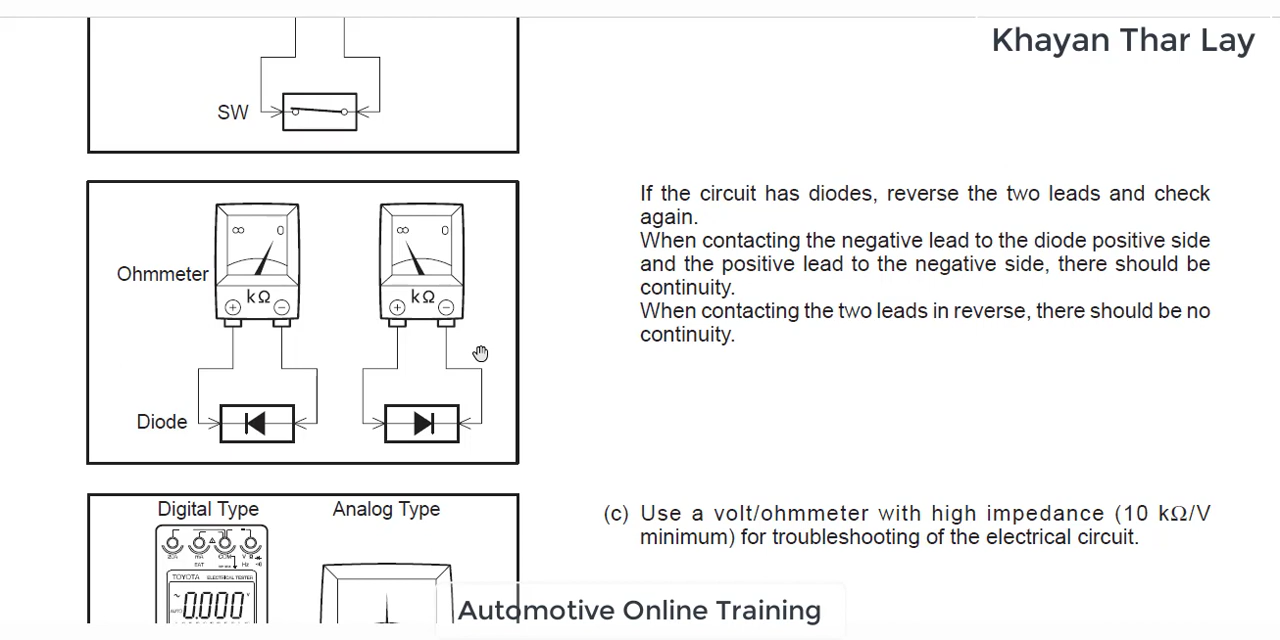 Khayan Thar Lay
SW
∞ 0
∞ 0
Ohmmeter
kΩ
kΩ
+ −
+ −
Diode
If the circuit has diodes, reverse the two leads and check
again.
When contacting the negative lead to the diode positive side
and the positive lead to the negative side, there should be
continuity.
When contacting the two leads in reverse, there should be no
continuity.
Digital Type
Analog Type
TOYOTA ELECTRICAL TESTER
0.000
(c) Use a volt/ohmmeter with high impedance (10 kΩ/V
minimum) for troubleshooting of the electrical circuit.
Automotive Online Training